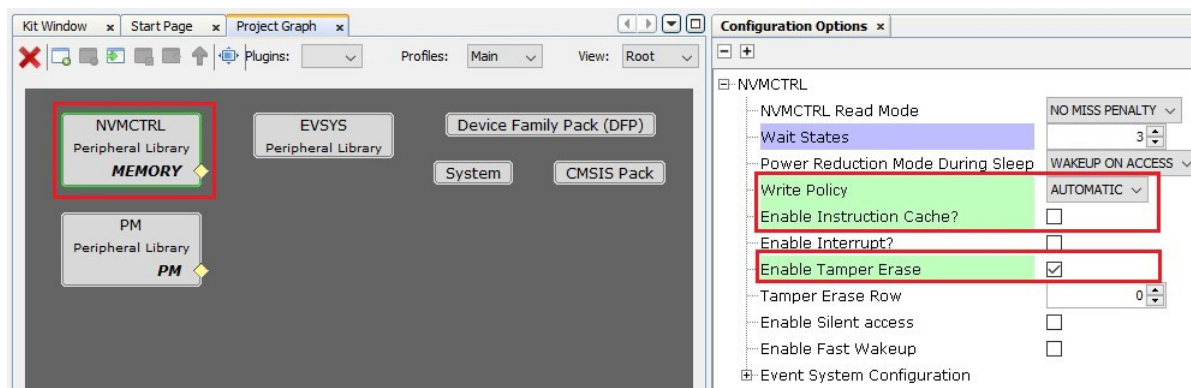 Kit Window x Start Page x Project Graph x
Plugins: Profiles: Main View: Root
NVMCTRL
Peripheral Library
MEMORY
EVSYS
Peripheral Library
Device Family Pack (DFP)
System
CMSIS Pack
PM
Peripheral Library
PM
Configuration Options x
NVMCTRL
NVMCTRL Read Mode NO MISS PENALTY
Wait States 3
Power Reduction Mode During Sleep WAKEUP ON ACCESS
Write Policy AUTOMATIC
Enable Instruction Cache?
Enable Interrupt?
Enable Tamper Erase
Tamper Erase Row 0
Enable Silent access
Enable Fast Wakeup
Event System Configuration